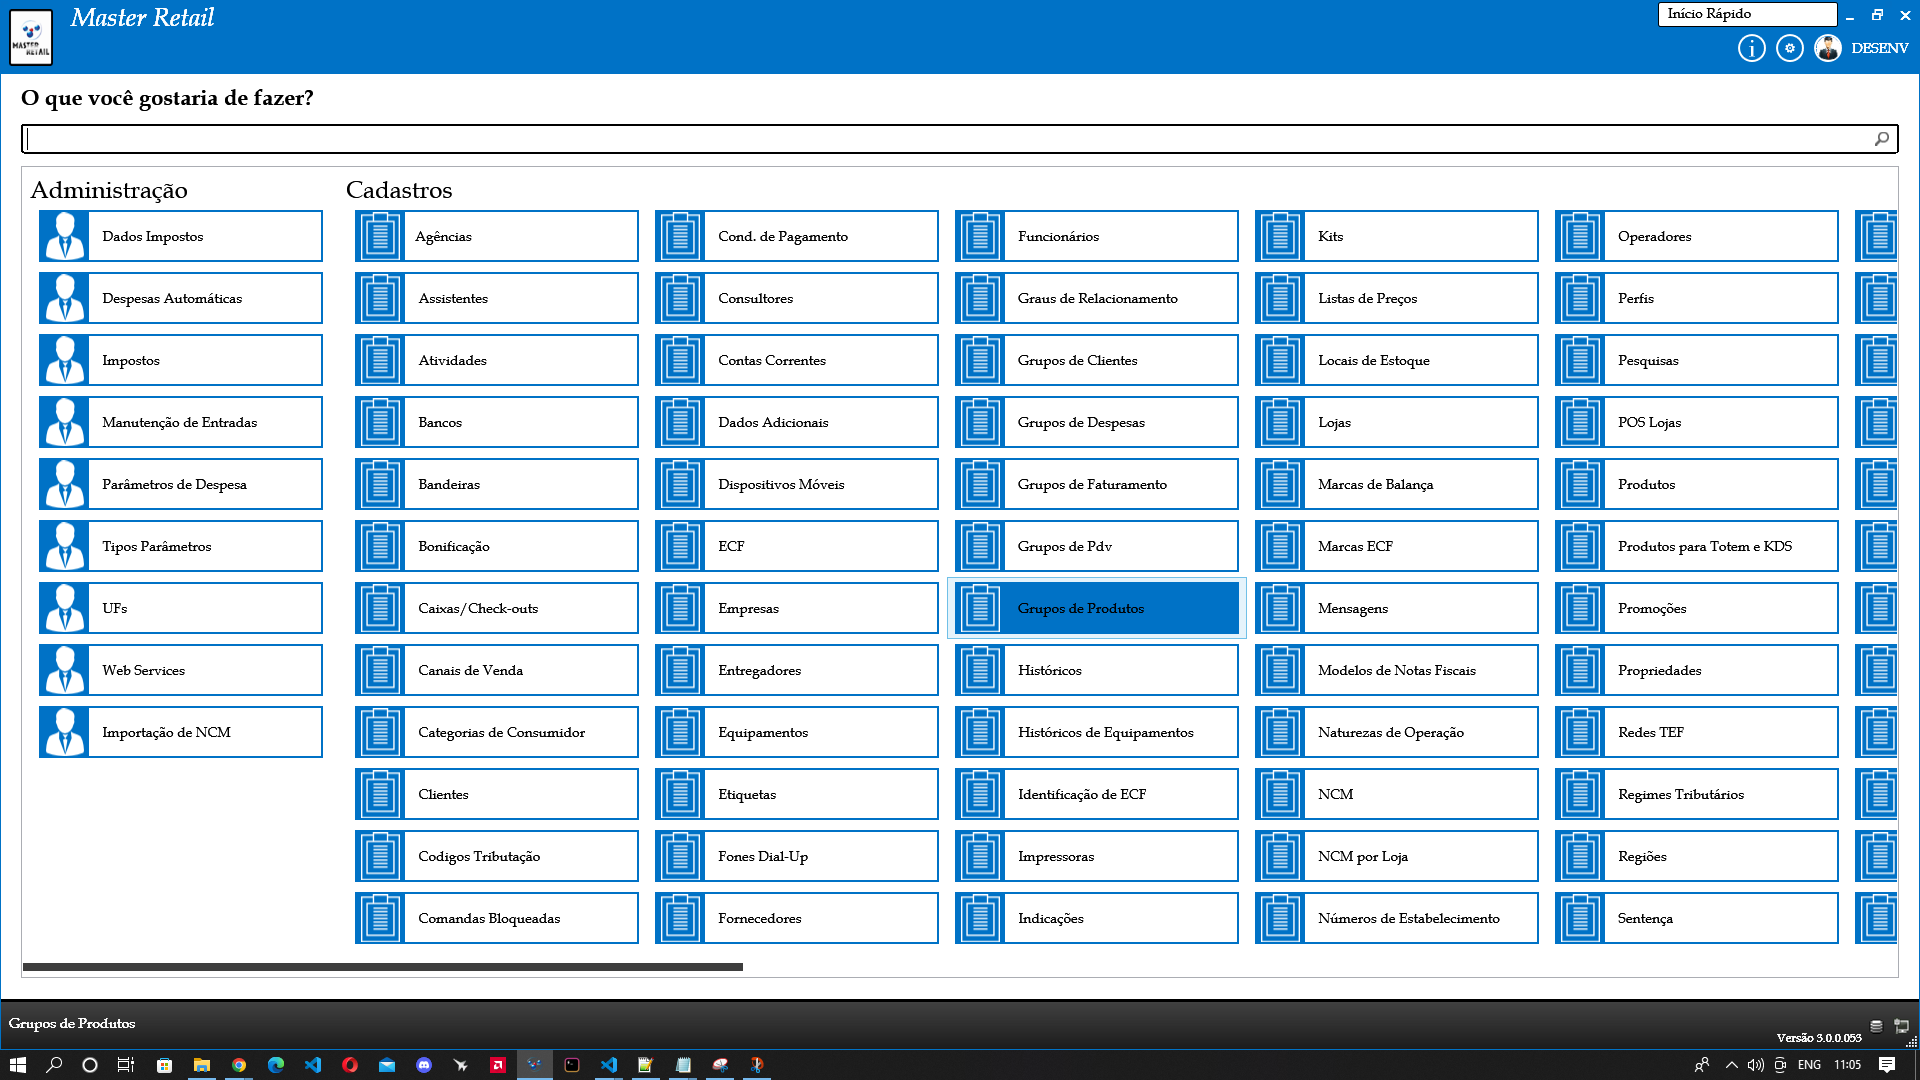 Master Retail
Início Rápido
MASTER
RETAIL
DESENV
O que você gostaria de fazer?
Administração
Dados Impostos
Despesas Automáticas
Impostos
Manutenção de Entradas
Parâmetros de Despesa
Tipos Parâmetros
UFs
Web Services
Importação de NCM
Cadastros
Agências
Assistentes
Atividades
Bancos
Bandeiras
Bonificação
Caixas/Check-outs
Canais de Venda
Categorias de Consumidor
Clientes
Codigos Tributação
Comandas Bloqueadas
Cond. de Pagamento
Consultores
Contas Correntes
Dados Adicionais
Dispositivos Móveis
ECF
Empresas
Entregadores
Equipamentos
Etiquetas
Fones Dial-Up
Fornecedores
Funcionários
Graus de Relacionamento
Grupos de Clientes
Grupos de Despesas
Grupos de Faturamento
Grupos de Pdv
Grupos de Produtos
Históricos
Históricos de Equipamentos
Identificação de ECF
Impressoras
Indicações
Kits
Listas de Preços
Locais de Estoque
Lojas
Marcas de Balança
Marcas ECF
Mensagens
Modelos de Notas Fiscais
Naturezas de Operação
NCM
NCM por Loja
Números de Estabelecimento
Operadores
Perfis
Pesquisas
POS Lojas
Produtos
Produtos para Totem e KDS
Promoções
Propriedades
Redes TEF
Regimes Tributários
Regiões
Sentença
Grupos de Produtos
Versão 3.0.0.053
ENG
11:05